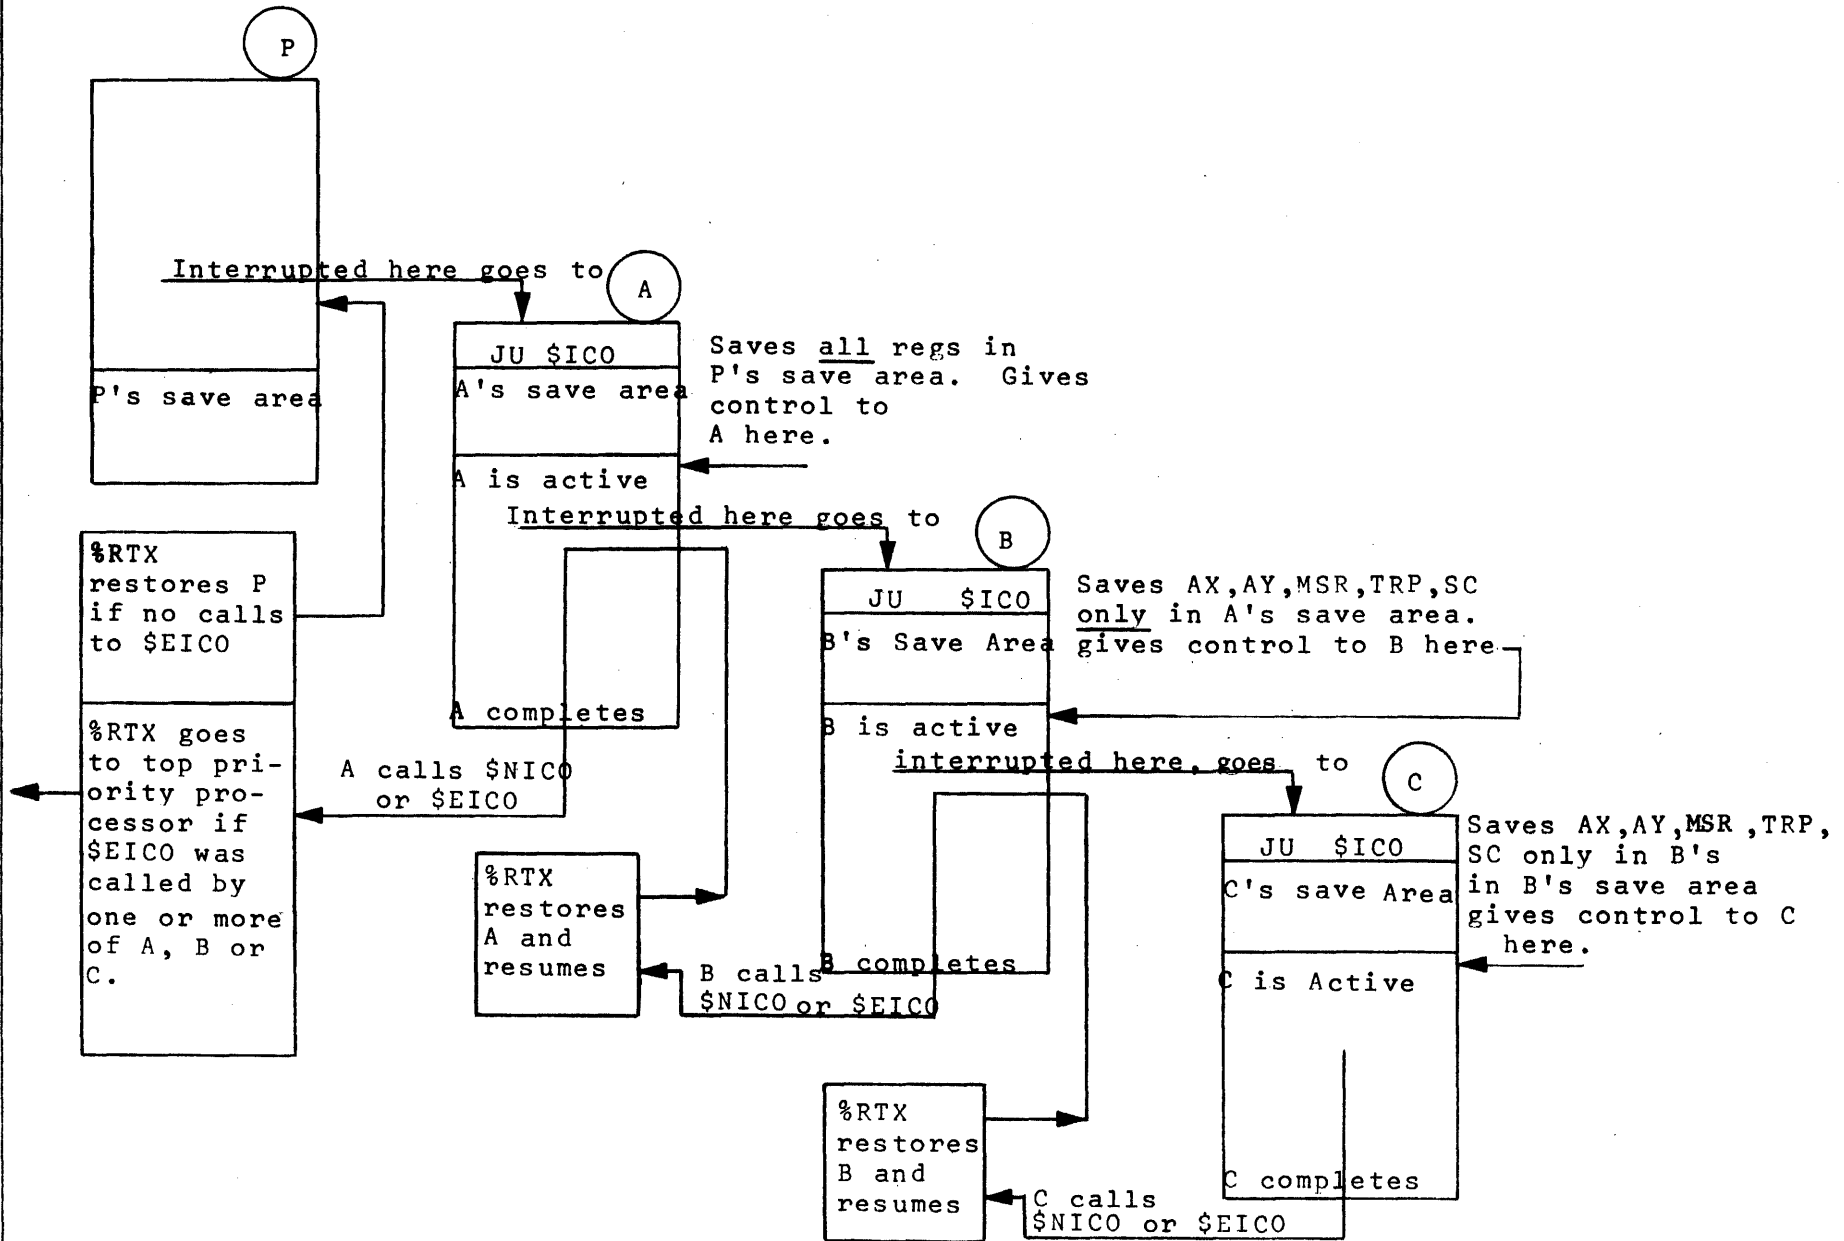 P
Interrupted here goes to
A
JU $ICO
Saves all regs in
P's save area. Gives
control to
A here.
P's save area
A's save area
A is active
Interrupted here goes to
B
%RTX
restores P
if no calls
to $EICO
JU $ICO
Saves AX,AY,MSR,TRP,SC
only in A's save area.
gives control to B here
B's Save Area
A completes
%RTX goes
to top pri-
ority pro-
cessor if
$EICO was
called by
one or more
of A, B or
C.
A calls $NICO
or $EICO
B is active
interrupted here, goes to
C
JU $ICO
Saves AX,AY,MSR ,TRP,
SC only in B's
in B's save area
gives control to C
here.
C's save Area
%RTX
restores
A and
resumes
B completes
B calls
$NICO or $EICO
C is Active
%RTX
restores
B and
resumes
C completes
C calls
$NICO or $EICO